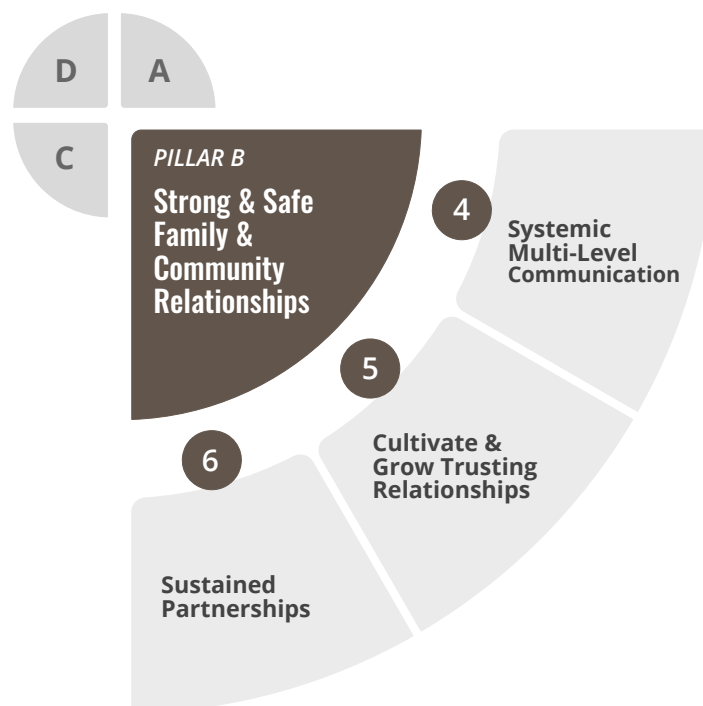 D
A
C
PILLAR B
Strong & Safe
Family &
Community
Relationships
4
Systemic
Multi-Level
Communication
5
Cultivate &
Grow Trusting
Relationships
6
Sustained
Partnerships